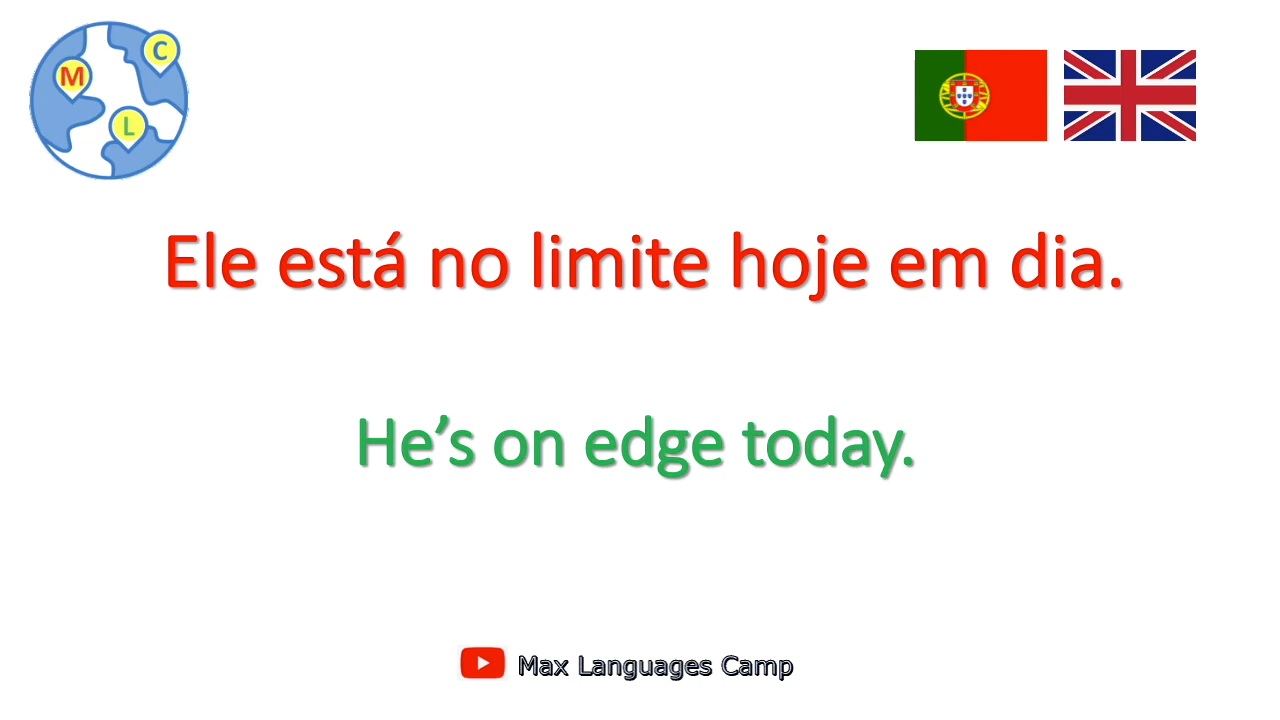 C
M
L
Ele está no limite hoje em dia.
He’s on edge today.
Max Languages Camp